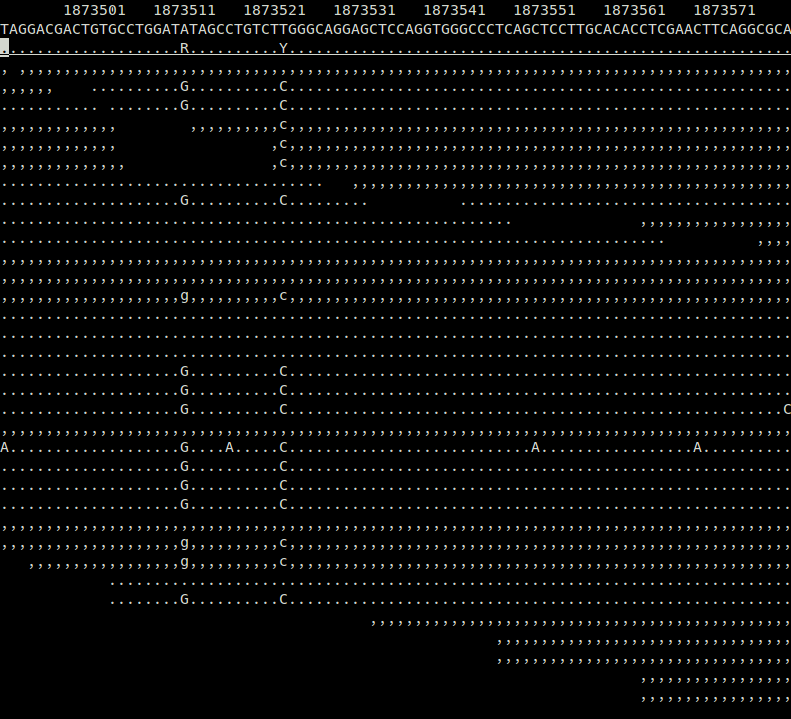 1873501   1873511   1873521   1873531   1873541   1873551   1873561   1873571
TAGGACGACTGTGCCTGGATATAGCCTGTCTTGGGCAGGAGCTCCAGGTGGGCCCTCAGCTCCTTGCACACCTCGAACTTCAGGCGCA
....................R..........Y........................................................
, ,,,,,,,,,,,,,,,,,,,,,,,,,,,,,,,,,,,,,,,,,,,,,,,,,,,,,,,,,,,,,,,,,,,,,,,,,,,,,,,,,,,,,,
,,,,,,    ..........G..........C........................................................
........... ........G..........C........................................................
,,,,,,,,,,,,,        ,,,,,,,,,,c,,,,,,,,,,,,,,,,,,,,,,,,,,,,,,,,,,,,,,,,,,,,,,,,,,,,,,,,
,,,,,,,,,,,,,                 ,c,,,,,,,,,,,,,,,,,,,,,,,,,,,,,,,,,,,,,,,,,,,,,,,,,,,,,,,,
,,,,,,,,,,,,,,                ,c,,,,,,,,,,,,,,,,,,,,,,,,,,,,,,,,,,,,,,,,,,,,,,,,,,,,,,,,
....................................   ,,,,,,,,,,,,,,,,,,,,,,,,,,,,,,,,,,,,,,,,,,,,,,,,,
....................G..........C.........          .....................................
.........................................................              ,,,,,,,,,,,,,,,,,
..........................................................................          ,,,,
,,,,,,,,,,,,,,,,,,,,,,,,,,,,,,,,,,,,,,,,,,,,,,,,,,,,,,,,,,,,,,,,,,,,,,,,,,,,,,,,,,,,,,,,
,,,,,,,,,,,,,,,,,,,,,,,,,,,,,,,,,,,,,,,,,,,,,,,,,,,,,,,,,,,,,,,,,,,,,,,,,,,,,,,,,,,,,,,,
,,,,,,,,,,,,,,,,,,,,g,,,,,,,,,,c,,,,,,,,,,,,,,,,,,,,,,,,,,,,,,,,,,,,,,,,,,,,,,,,,,,,,,,,
........................................................................................
........................................................................................
........................................................................................
....................G..........C........................................................
....................G..........C........................................................
....................G..........C.......................................................C
,,,,,,,,,,,,,,,,,,,,,,,,,,,,,,,,,,,,,,,,,,,,,,,,,,,,,,,,,,,,,,,,,,,,,,,,,,,,,,,,,,,,,,,,
A...................G....A.....C...........................A.................A..........
....................G..........C........................................................
....................G..........C........................................................
....................G..........C........................................................
,,,,,,,,,,,,,,,,,,,,,,,,,,,,,,,,,,,,,,,,,,,,,,,,,,,,,,,,,,,,,,,,,,,,,,,,,,,,,,,,,,,,,,,,
,,,,,,,,,,,,,,,,,,,,g,,,,,,,,,,c,,,,,,,,,,,,,,,,,,,,,,,,,,,,,,,,,,,,,,,,,,,,,,,,,,,,,,,,
   ,,,,,,,,,,,,,,,,,g,,,,,,,,,,c,,,,,,,,,,,,,,,,,,,,,,,,,,,,,,,,,,,,,,,,,,,,,,,,,,,,,,,,
            ............................................................................
            ........G..........C........................................................
                                         ,,,,,,,,,,,,,,,,,,,,,,,,,,,,,,,,,,,,,,,,,,,,,,,
                                                       ,,,,,,,,,,,,,,,,,,,,,,,,,,,,,,,,,
                                                       ,,,,,,,,,,,,,,,,,,,,,,,,,,,,,,,,,
                                                                       ,,,,,,,,,,,,,,,,,
                                                                       ,,,,,,,,,,,,,,,,,